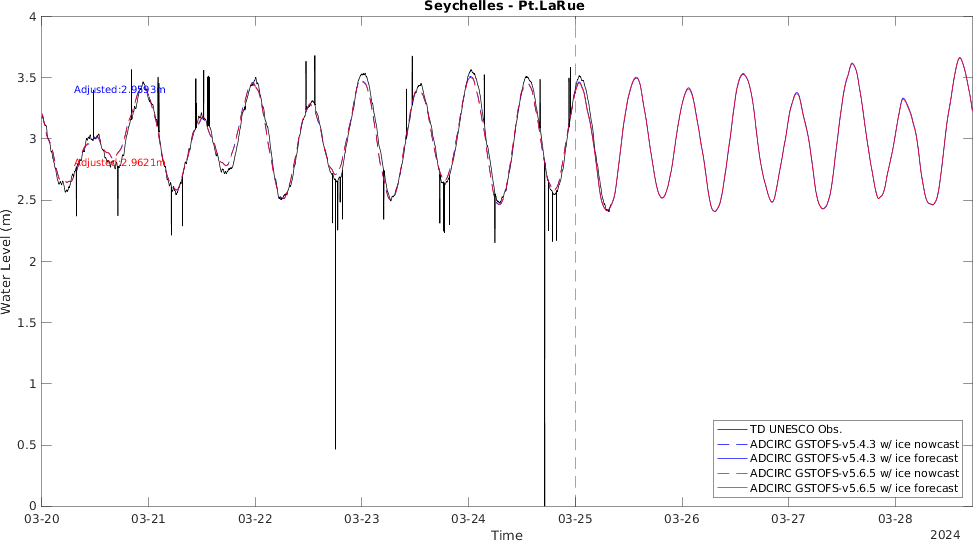 Seychelles - Pt.LaRue
Water Level (m)
4
3.5
3
2.5
2
1.5
1
0.5
0
Adjusted:2.9593m
Adjusted:2.9621m
TD UNESCO Obs.
ADCIRC GSTOFS-v5.4.3 w/ ice nowcast
ADCIRC GSTOFS-v5.4.3 w/ ice forecast
ADCIRC GSTOFS-v5.6.5 w/ ice nowcast
ADCIRC GSTOFS-v5.6.5 w/ ice forecast
03-20 03-21 03-22 03-23 03-24 03-25 03-26 03-27 03-28
Time
2024